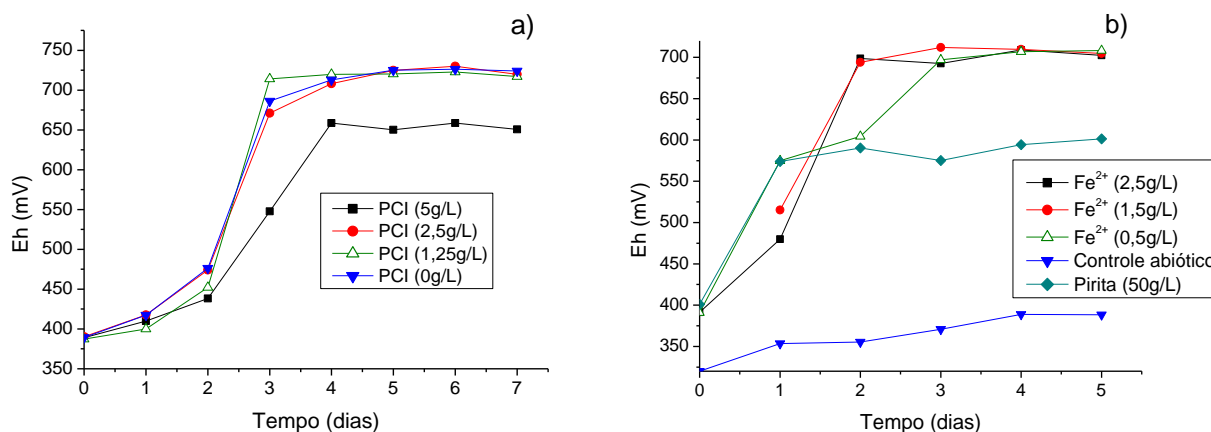 a)
750
700
650
600
550
500
450
400
350
Eh (mV)
0 1 2 3 4 5 6 7
Tempo (dias)
PCI (5g/L)
PCI (2,5g/L)
PCI (1,25g/L)
PCI (0g/L)
b)
700
650
600
550
500
450
400
350
Eh (mV)
0 1 2 3 4 5
Tempo (dias)
Fe²⁺ (2,5g/L)
Fe²⁺ (1,5g/L)
Fe²⁺ (0,5g/L)
Controle abiótico
Pirita (50g/L)